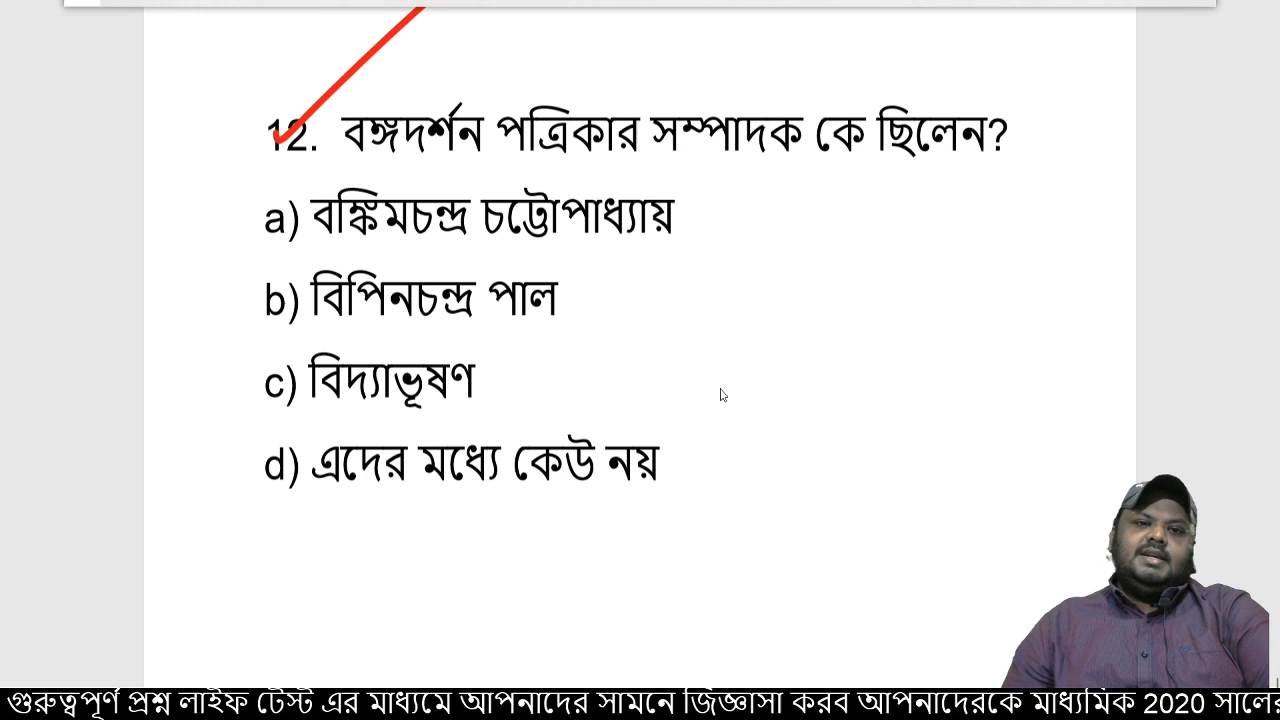 12. বঙ্গদর্শন পত্রিকার সম্পাদক কে ছিলেন?
a) বঙ্কিমচন্দ্র চট্টোপাধ্যায়
b) বিপিনচন্দ্র পাল
c) বিদ্যাভূষণ
d) এদের মধ্যে কেউ নয়
গুরুত্বপূর্ণ প্রশ্ন লাইফ টেস্ট এর মাধ্যমে আপনাদের সামনে জিজ্ঞাসা করব আপনাদেরকে মাধ্যমিক 2020 সালের